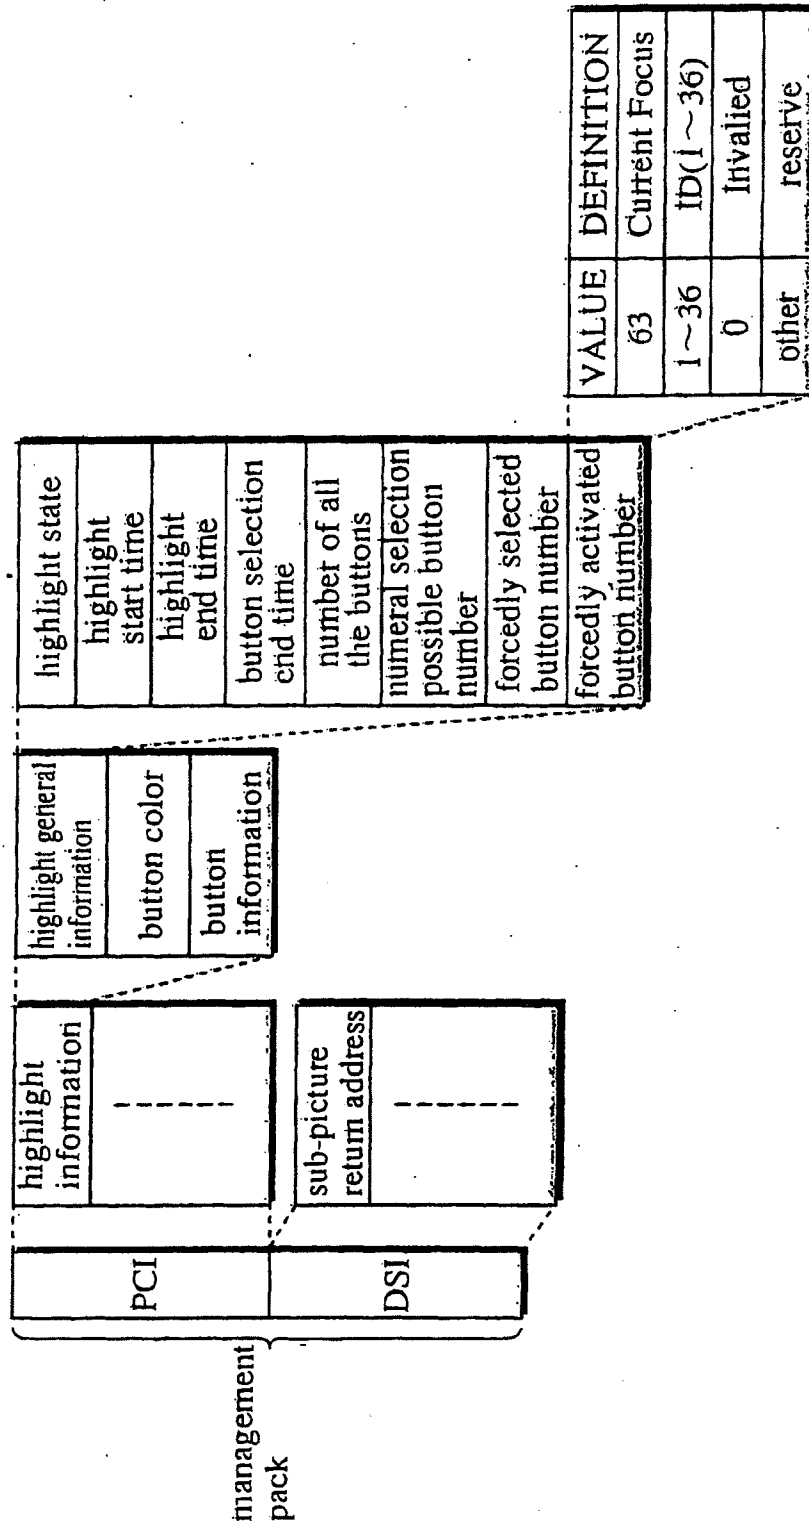 management
pack
PCI
DSI
highlight
information
sub-picture
return address
highlight general
information
button color
button
information
highlight state
highlight
start time
highlight
end time
button selection
end time
number of all
the buttons
numeral selection
possible button
number
forcedly selected
button number
forcedly activated
button number
VALUE DEFINITION
63 Current Focus
1~36 ID(1~36)
0 Invalied
other reserve